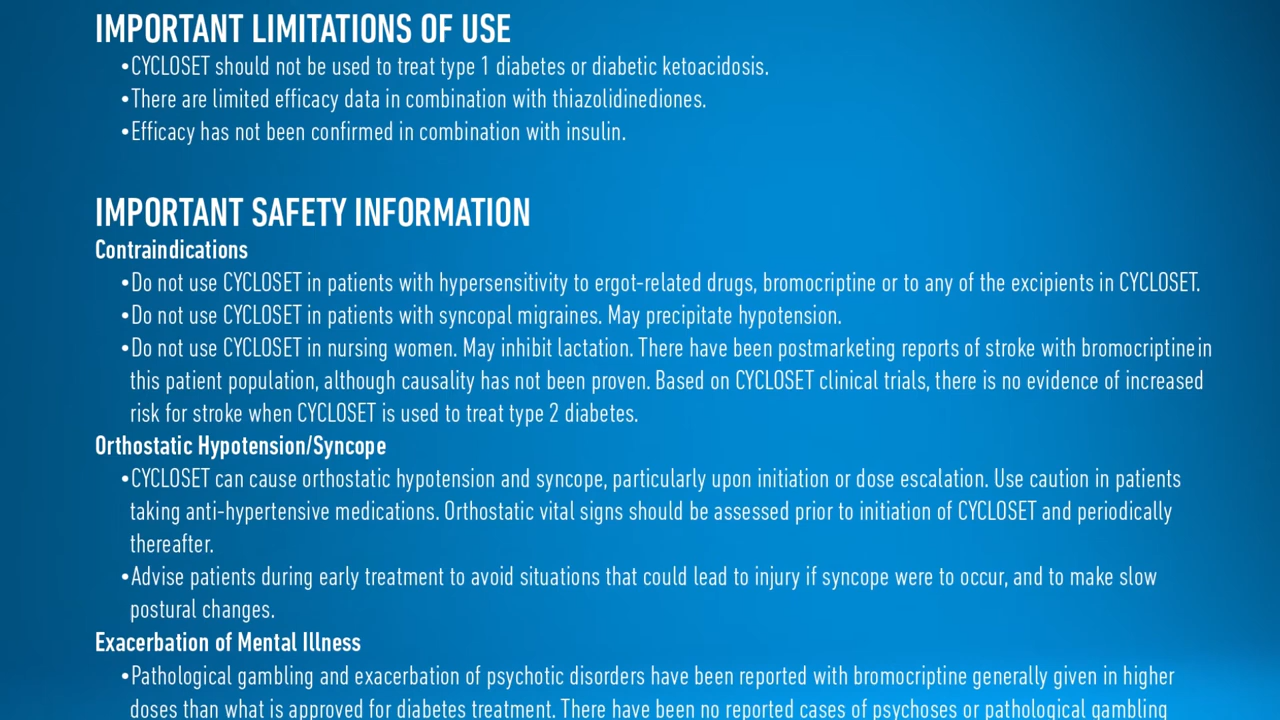 IMPORTANT LIMITATIONS OF USE
•CYCLOSET should not be used to treat type 1 diabetes or diabetic ketoacidosis.
•There are limited efficacy data in combination with thiazolidinediones.
•Efficacy has not been confirmed in combination with insulin.
IMPORTANT SAFETY INFORMATION
Contraindications
•Do not use CYCLOSET in patients with hypersensitivity to ergot-related drugs, bromocriptine or to any of the excipients in CYCLOSET.
•Do not use CYCLOSET in patients with syncopal migraines. May precipitate hypotension.
•Do not use CYCLOSET in nursing women. May inhibit lactation. There have been postmarketing reports of stroke with bromocriptine in
this patient population, although causality has not been proven. Based on CYCLOSET clinical trials, there is no evidence of increased
risk for stroke when CYCLOSET is used to treat type 2 diabetes.
Orthostatic Hypotension/Syncope
•CYCLOSET can cause orthostatic hypotension and syncope, particularly upon initiation or dose escalation. Use caution in patients
taking anti-hypertensive medications. Orthostatic vital signs should be assessed prior to initiation of CYCLOSET and periodically
thereafter.
•Advise patients during early treatment to avoid situations that could lead to injury if syncope were to occur, and to make slow
postural changes.
Exacerbation of Mental Illness
•Pathological gambling and exacerbation of psychotic disorders have been reported with bromocriptine generally given in higher
doses than what is approved for diabetes treatment. There have been no reported cases of psychoses or pathological gambling